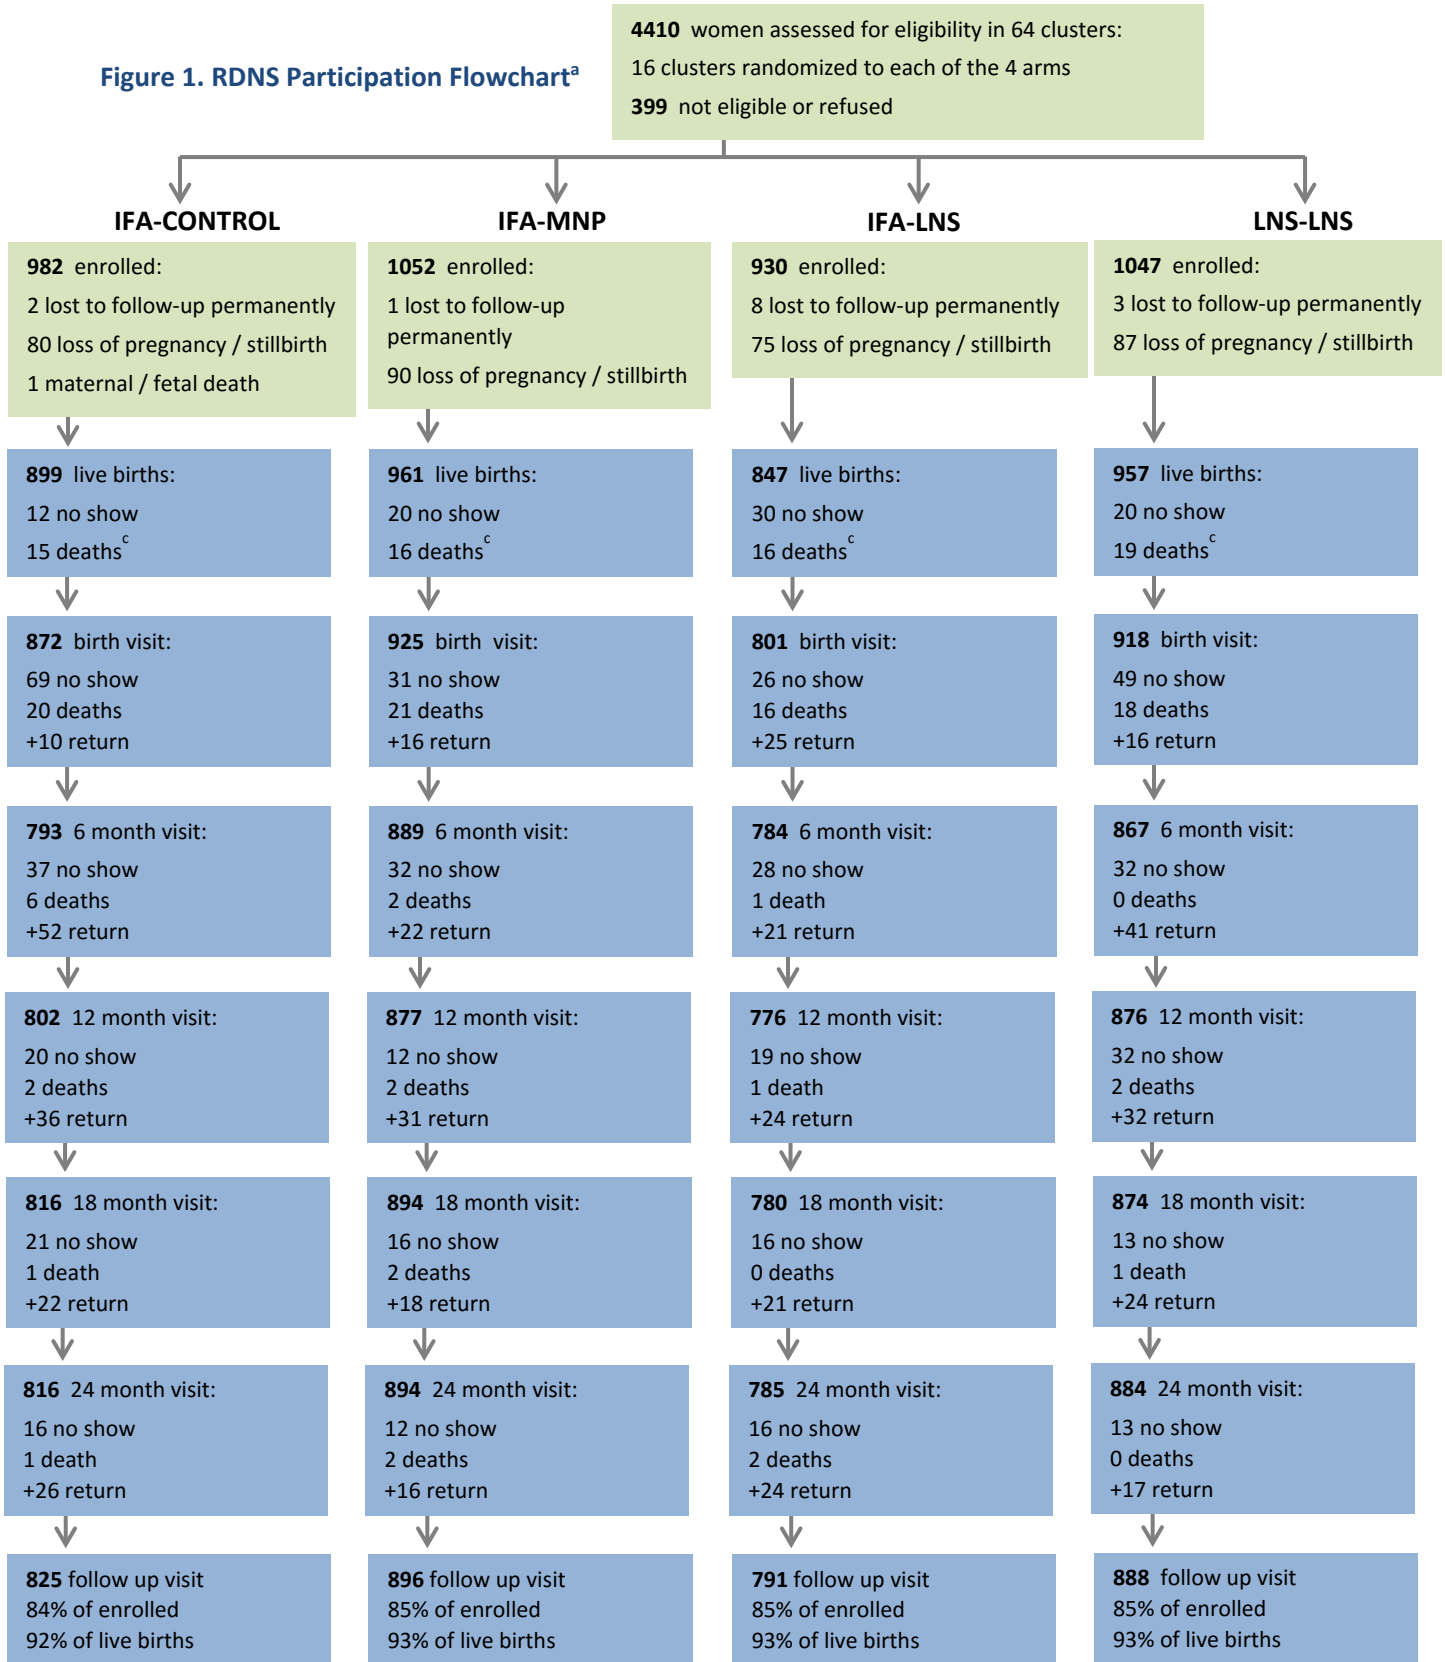 4410 women assessed for eligibility in 64 clusters:
16 clusters randomized to each of the 4 arms
399 not eligible or refused
Figure 1. RDNS Participation Flowchartᵃ
IFA-CONTROL
982 enrolled:
2 lost to follow-up permanently
80 loss of pregnancy / stillbirth
1 maternal / fetal death
899 live births:
12 no show
15 deathsᶜ
872 birth visit:
69 no show
20 deaths
+10 return
793 6 month visit:
37 no show
6 deaths
+52 return
802 12 month visit:
20 no show
2 deaths
+36 return
816 18 month visit:
21 no show
1 death
+22 return
816 24 month visit:
16 no show
1 death
+26 return
825 follow up visit
84% of enrolled
92% of live births
IFA-MNP
1052 enrolled:
1 lost to follow-up
permanently
90 loss of pregnancy / stillbirth
961 live births:
20 no show
16 deathsᶜ
925 birth visit:
31 no show
21 deaths
+16 return
889 6 month visit:
32 no show
2 deaths
+22 return
877 12 month visit:
12 no show
2 deaths
+31 return
894 18 month visit:
16 no show
2 deaths
+18 return
894 24 month visit:
12 no show
2 deaths
+16 return
896 follow up visit
85% of enrolled
93% of live births
IFA-LNS
930 enrolled:
8 lost to follow-up permanently
75 loss of pregnancy / stillbirth
847 live births:
30 no show
16 deathsᶜ
801 birth visit:
26 no show
16 deaths
+25 return
784 6 month visit:
28 no show
1 death
+21 return
776 12 month visit:
19 no show
1 death
+24 return
780 18 month visit:
16 no show
0 deaths
+21 return
785 24 month visit:
16 no show
2 deaths
+24 return
791 follow up visit
85% of enrolled
93% of live births
LNS-LNS
1047 enrolled:
3 lost to follow-up permanently
87 loss of pregnancy / stillbirth
957 live births:
20 no show
19 deathsᶜ
918 birth visit:
49 no show
18 deaths
+16 return
867 6 month visit:
32 no show
0 deaths
+41 return
876 12 month visit:
32 no show
2 deaths
+32 return
874 18 month visit:
13 no show
1 death
+24 return
884 24 month visit:
13 no show
0 deaths
+17 return
888 follow up visit
85% of enrolled
93% of live births